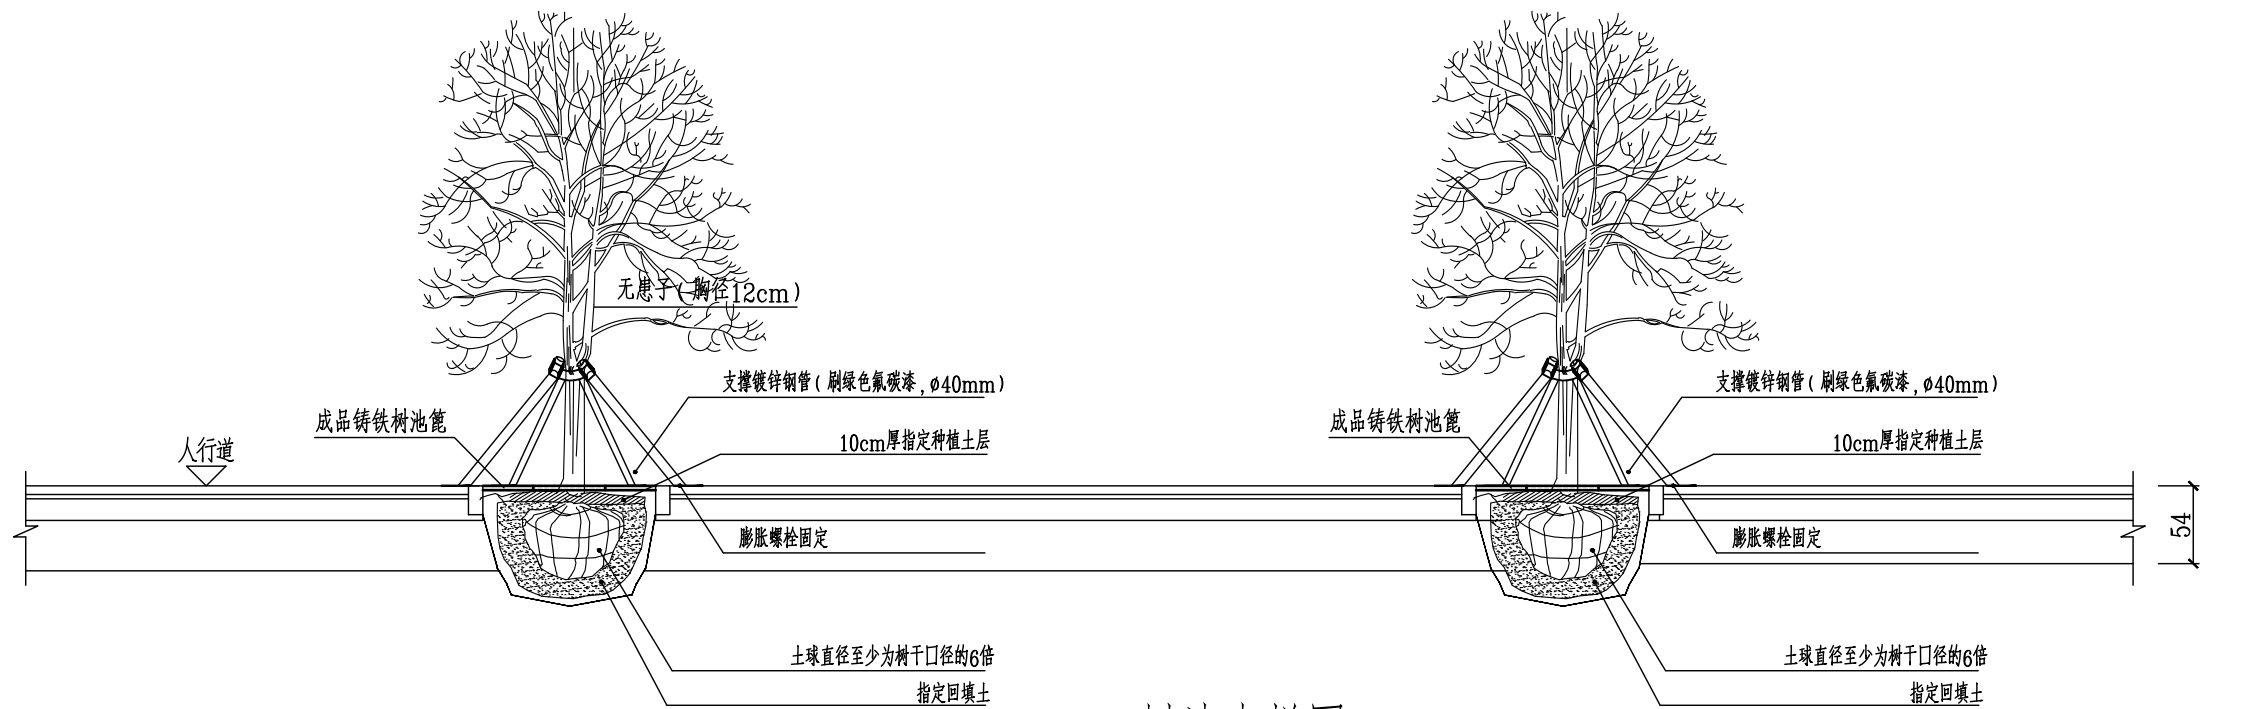 无患子(胸径12cm)
支撑镀锌钢管(刷绿色氟碳漆,ø40mm)
支撑镀锌钢管(刷绿色氟碳漆,ø40mm)
成品铸铁树池篦
成品铸铁树池篦
人行道
10cm厚指定种植土层
10cm厚指定种植土层
膨胀螺栓固定
膨胀螺栓固定
54
土球直径至少为树干口径的6倍
土球直径至少为树干口径的6倍
指定回填土
指定回填土